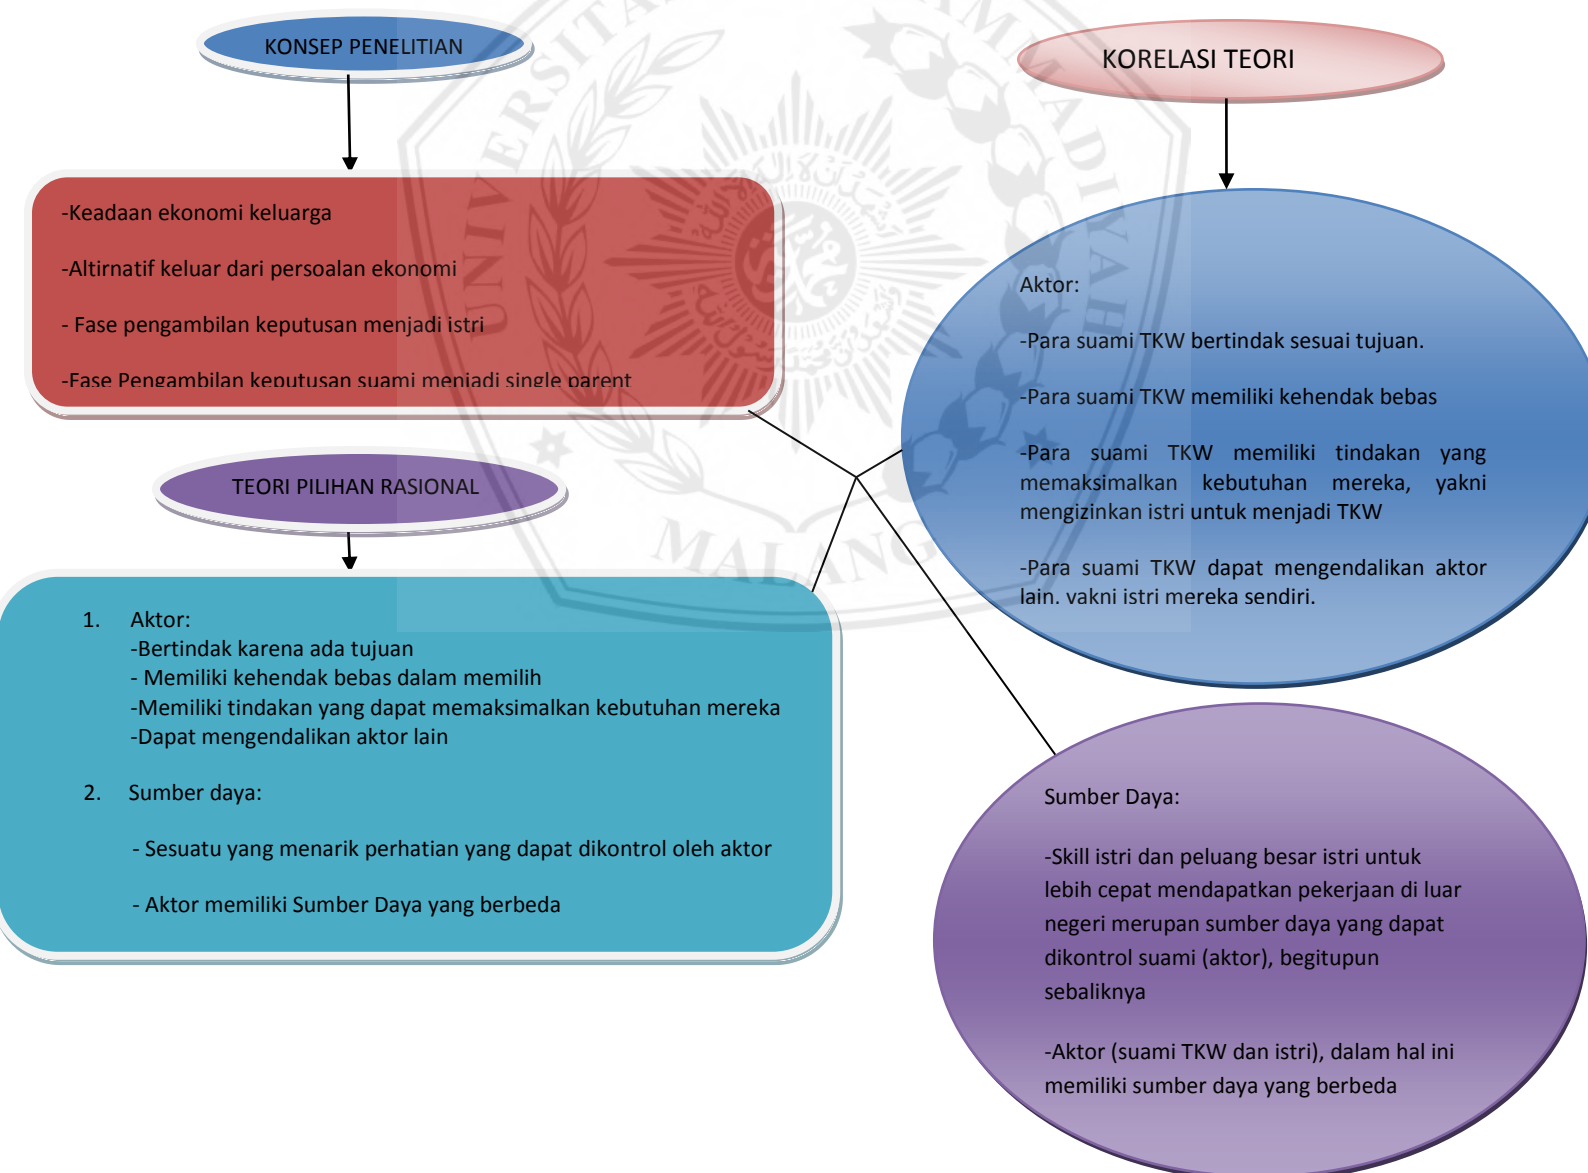 KONSEP PENELITIAN
-Keadaan ekonomi keluarga
-Altirnatif keluar dari persoalan ekonomi
- Fase pengambilan keputusan menjadi istri
-Fase Pengambilan keputusan suami menjadi single parent
TEORI PILIHAN RASIONAL
1. Aktor:
-Bertindak karena ada tujuan
- Memiliki kehendak bebas dalam memilih
-Memiliki tindakan yang dapat memaksimalkan kebutuhan mereka
-Dapat mengendalikan aktor lain
2. Sumber daya:
- Sesuatu yang menarik perhatian yang dapat dikontrol oleh aktor
- Aktor memiliki Sumber Daya yang berbeda
KORELASI TEORI
Aktor:
-Para suami TKW bertindak sesuai tujuan.
-Para suami TKW memiliki kehendak bebas
-Para suami TKW memiliki tindakan yang
memaksimalkan kebutuhan mereka, yakni
mengizinkan istri untuk menjadi TKW
-Para suami TKW dapat mengendalikan aktor
lain, yakni istri mereka sendiri.
Sumber Daya:
-Skill istri dan peluang besar istri untuk
lebih cepat mendapatkan pekerjaan di luar
negeri merupan sumber daya yang dapat
dikontrol suami (aktor), begitupun
sebaliknya
-Aktor (suami TKW dan istri), dalam hal ini
memiliki sumber daya yang berbeda
MALANG